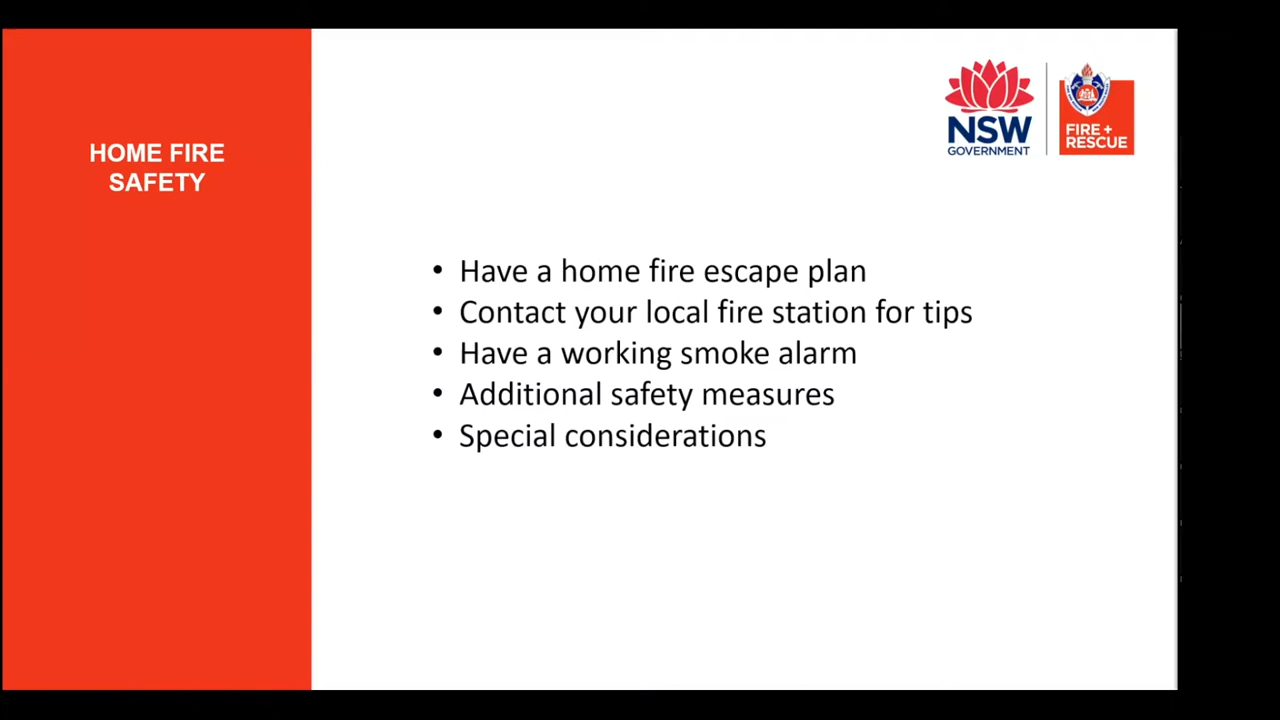 HOME FIRE
SAFETY
NSW
GOVERNMENT
FIRE +
RESCUE
• Have a home fire escape plan
• Contact your local fire station for tips
• Have a working smoke alarm
• Additional safety measures
• Special considerations